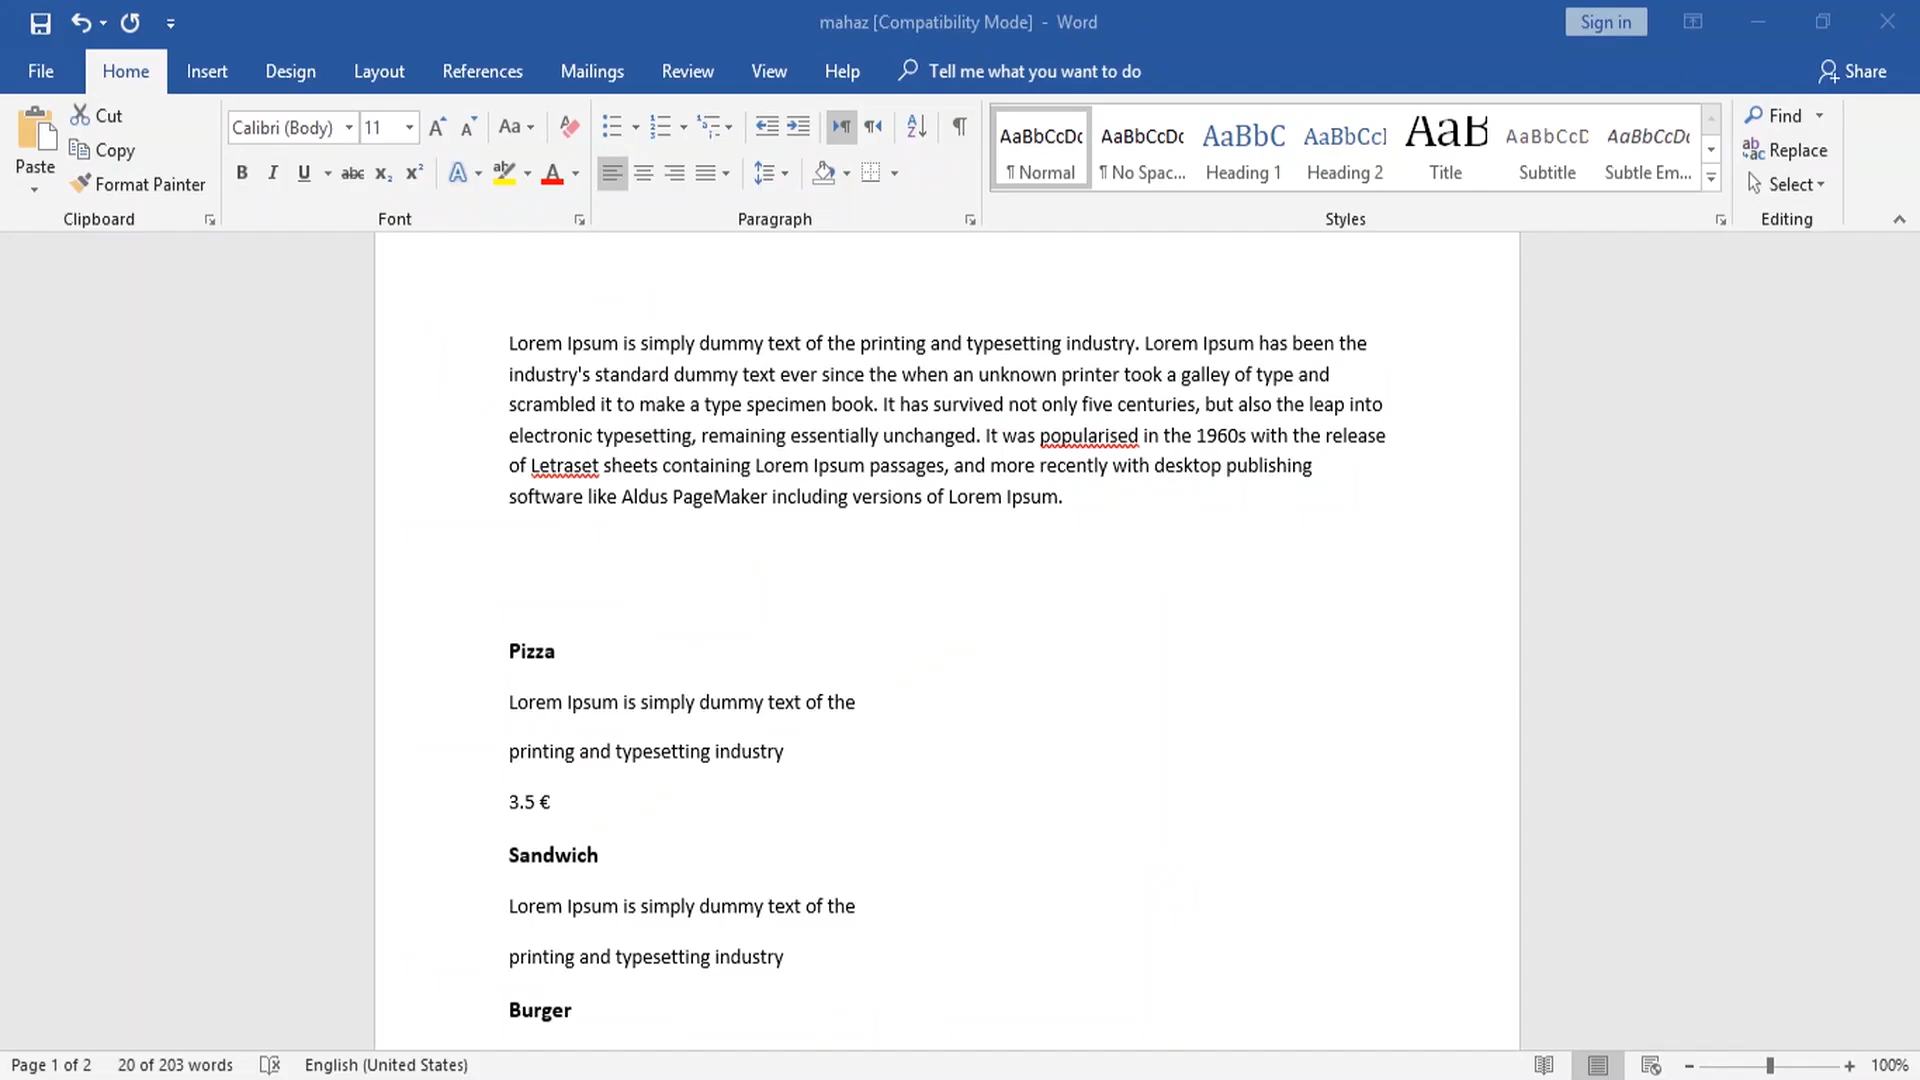 mahaz [Compatibility Mode] - Word
Sign in
File Home Insert Design Layout References Mailings Review View Help Tell me what you want to do Share
Paste
Cut
Copy
Format Painter
Clipboard
Calibri (Body) 11
Font
Paragraph
AaBbCcDc AaBbCcDc AaBbC AaBbCcl AaB AaBbCcD AaBbCcDc
¶ Normal ¶ No Spac... Heading 1 Heading 2 Title Subtitle Subtle Em...
Styles
Find
Replace
Select
Editing
Lorem Ipsum is simply dummy text of the printing and typesetting industry. Lorem Ipsum has been the
industry's standard dummy text ever since the when an unknown printer took a galley of type and
scrambled it to make a type specimen book. It has survived not only five centuries, but also the leap into
electronic typesetting, remaining essentially unchanged. It was popularised in the 1960s with the release
of Letraset sheets containing Lorem Ipsum passages, and more recently with desktop publishing
software like Aldus PageMaker including versions of Lorem Ipsum.
Pizza
Lorem Ipsum is simply dummy text of the
printing and typesetting industry
3.5 €
Sandwich
Lorem Ipsum is simply dummy text of the
printing and typesetting industry
Burger
Page 1 of 2 20 of 203 words English (United States) 100%